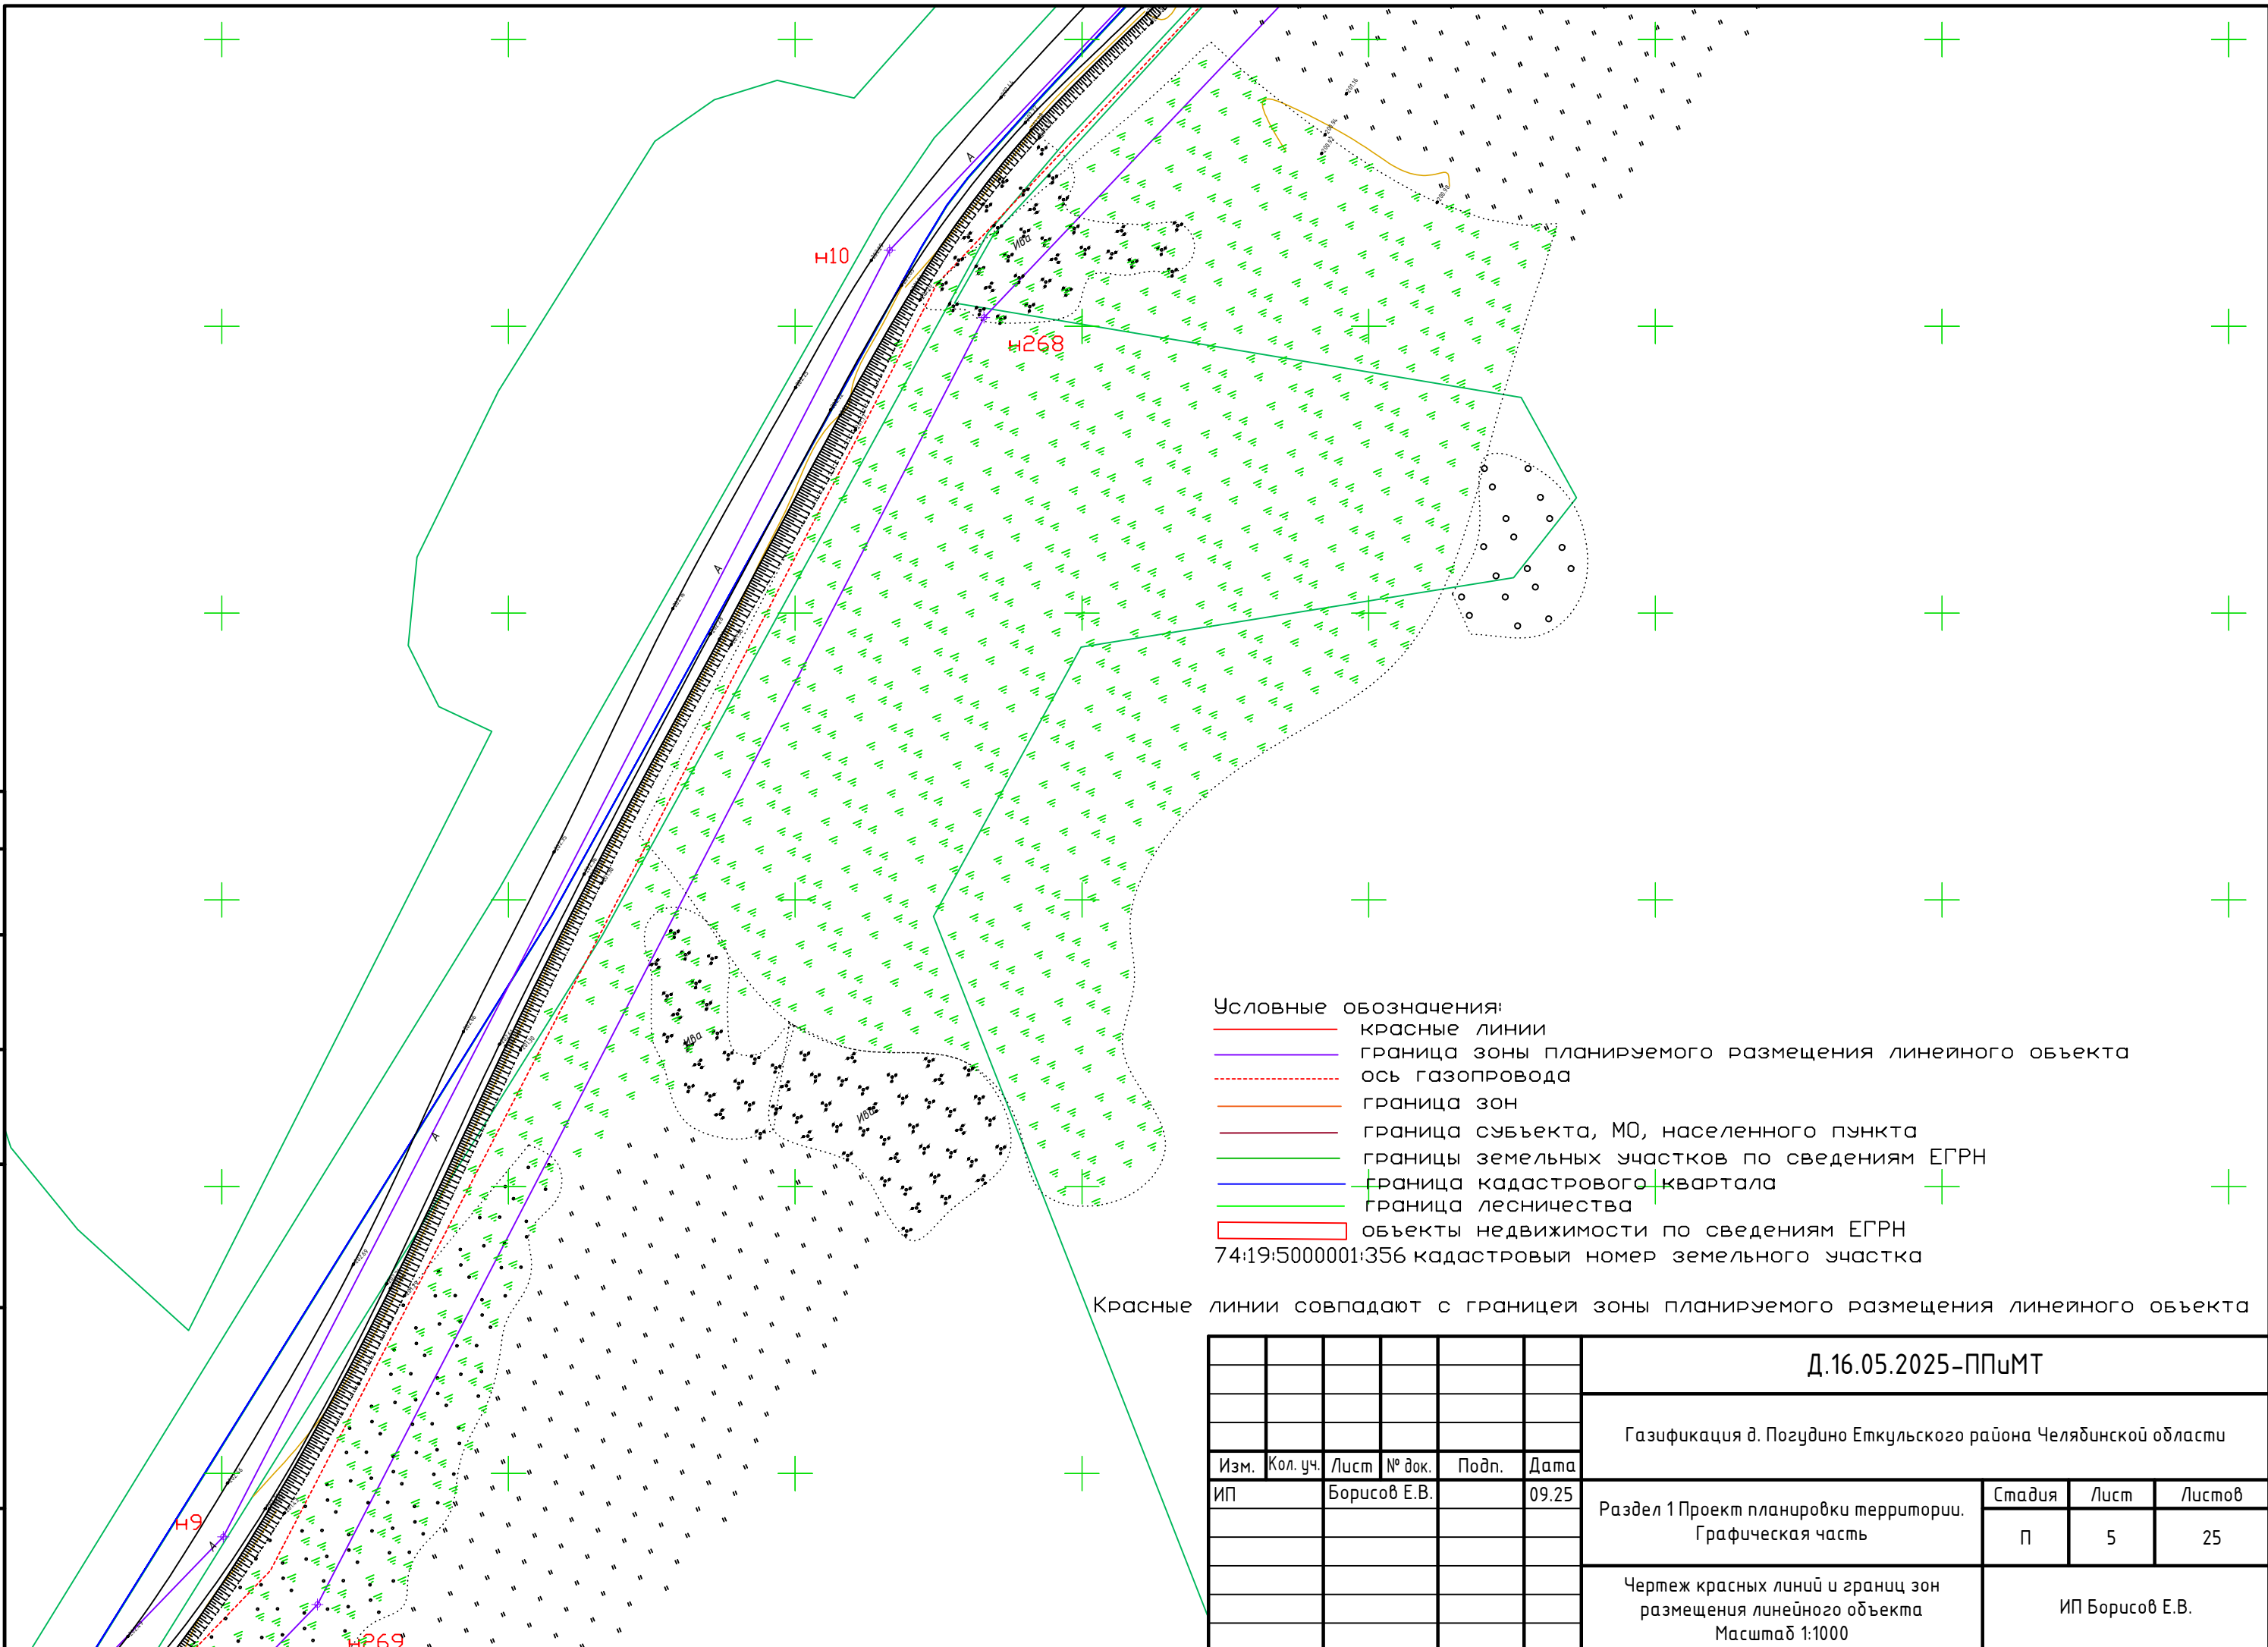 А
н10
Ива
н268
А
Ива
Ива
А
н9
А
н269
Условные обозначения:
красные линии
граница зоны планируемого размещения линейного объекта
ось газопровода
граница зон
граница субъекта, МО, населенного пункта
границы земельных участков по сведениям ЕГРН
граница кадастрового квартала
граница лесничества
объекты недвижимости по сведениям ЕГРН
74:19:5000001:356 кадастровый номер земельного участка
Красные линии совпадают с границей зоны планируемого размещения линейного объекта
Д.16.05.2025-ППиМТ
Газификация д. Погудино Еткульского района Челябинской области
Изм. Кол. уч. Лист № док. Подп. Дата
ИП Борисов Е.В. 09.25
Раздел 1 Проект планировки территории.
Графическая часть
Стадия Лист Листов
П 5 25
Чертеж красных линий и границ зон
размещения линейного объекта
Масштаб 1:1000
ИП Борисов Е.В.